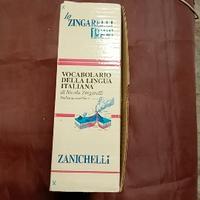 lo
ZINGARELLI
VOCABOLARIO
DELLA LINGUA
ITALIANA
di Nicola Zingarelli
ZANICHELLI